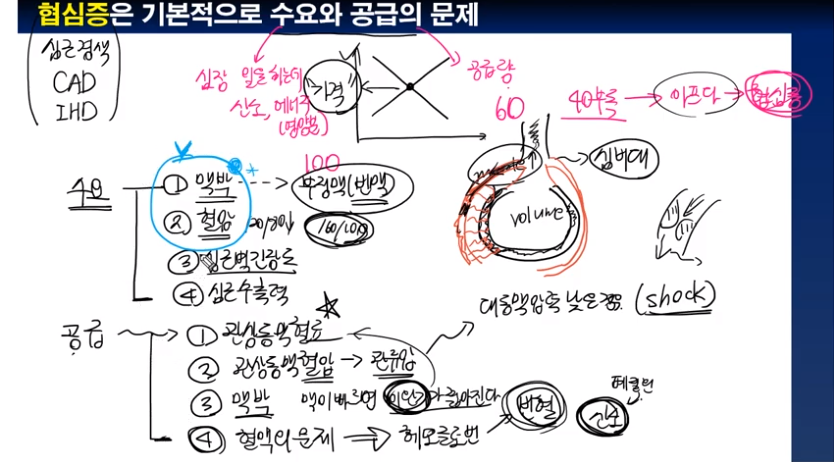 협심증은 기본적으로 수요와 공급의 문제
심근경색
CAD
IHD
심장 일을 하는데
산소, 에너지
(영양분)
가격
공급량
60
40부족 → 아프다 → 협심증
100
수요
① 맥박 → 부정맥(빈맥)
② 혈압 120/80 160/100
③ 심근벽긴장도
④ 심근수축력
심비대
volume
대동맥압력 낮은 경우 (shock)
공급
① 관상동맥혈류
② 관상동맥혈압 → 관류압
③ 맥박 맥이 빠르면 이완기가 짧아진다
④ 혈액의 문제 ⇒ 헤모글로빈
빈혈
산소